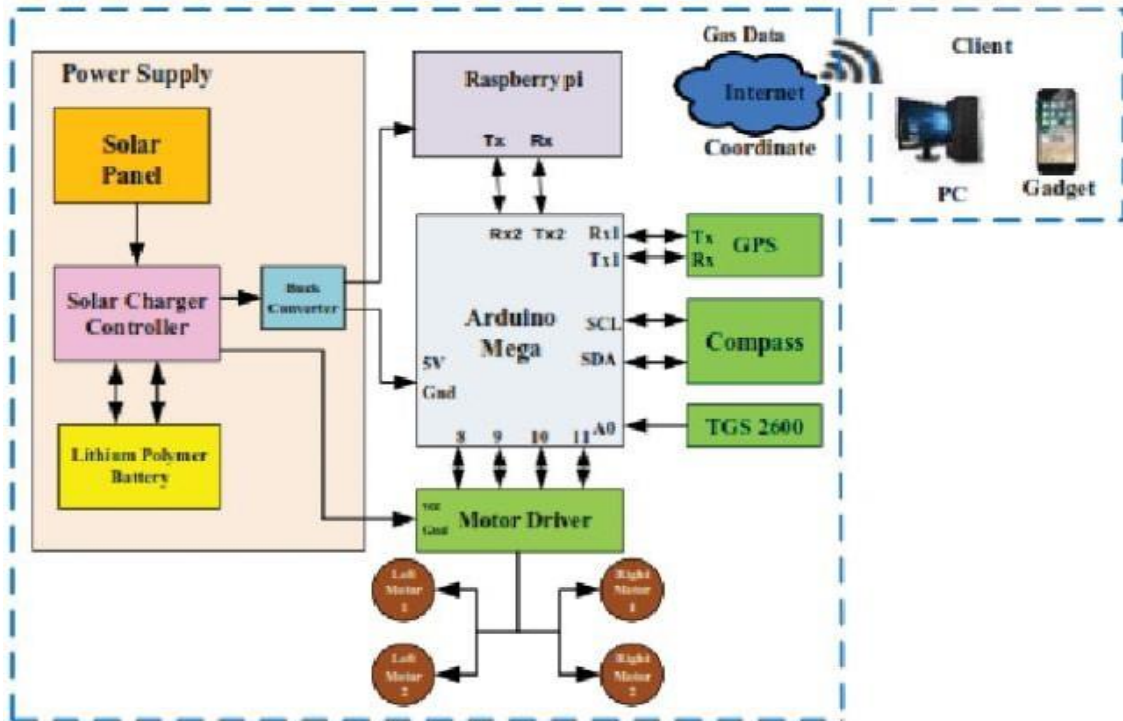 Power Supply
Solar
Panel
Solar Charger
Controller
Lithium Polymer
Battery
Buck
Converter
Raspberry pi
Tx Rx
Rx2 Tx2
Rx1
Tx1
Arduino
Mega
SCL
SDA
5V
Gnd
A0
8 9 10 11
Tx
Rx
GPS
Compass
TGS 2600
Gnd
Motor Driver
Left
Motor
1
Right
Motor
1
Left
Motor
2
Right
Motor
2
Gas Data
Internet
Coordinate
Client
PC
Gadget